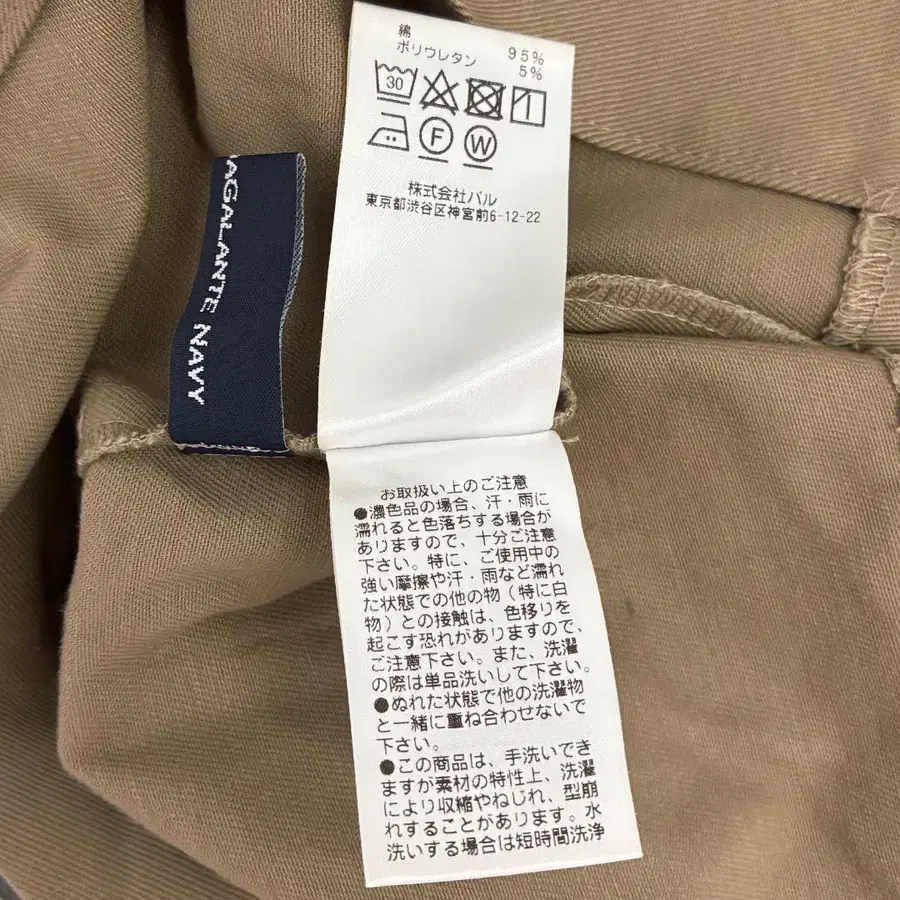 綿 95%
ポリウレタン 5%
30
F W
株式会社パル
東京都渋谷区神宮前6-12-22
AGALANTE NAVY
お取扱い上のご注意
●濃色品の場合、汗・雨に
濡れると色落ちする場合が
ありますので、十分ご注意
下さい。特に、ご使用中の
強い摩擦や汗・雨など濡れ
た状態での他の物(特に白
物)との接触は、色移りを
起こす恐れがありますので、
ご注意下さい。また、洗濯
の際は単品洗いして下さい。
●ぬれた状態で他の洗濯物
と一緒に重ね合わせないで
下さい。
●この商品は、手洗いでき
ますが素材の特性上、洗濯
により収縮やねじれ、型崩
れすることがあります。水
洗いする場合は短時間洗浄